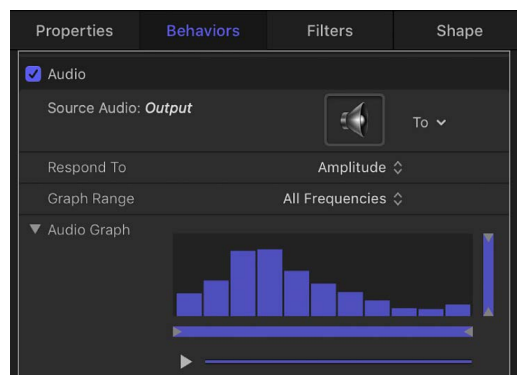 Properties Behaviors Filters Shape
Audio
Source Audio: Output To
Respond To Amplitude
Graph Range All Frequencies
Audio Graph